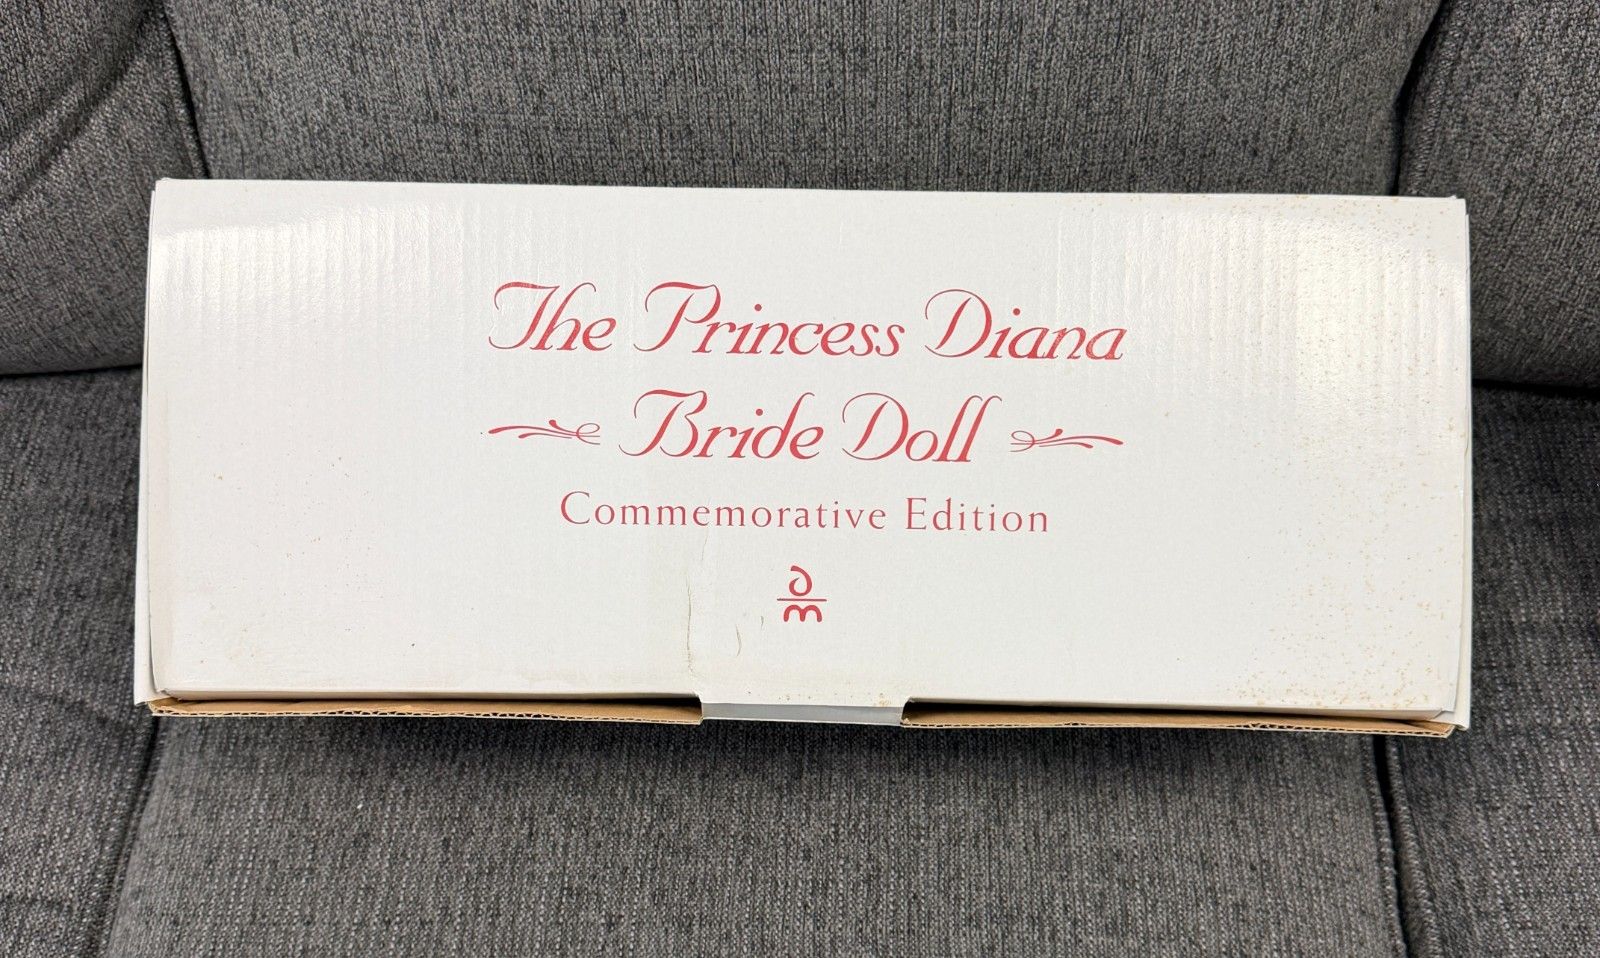 The Princess Diana
Bride Doll
Commemorative Edition